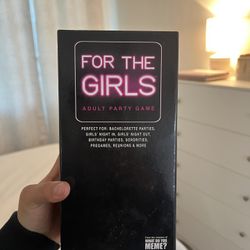 FOR THE
GIRLS
ADULT PARTY GAME
PERFECT FOR: BACHELORETTE PARTIES,
GIRLS' NIGHT IN, GIRLS' NIGHT OUT,
BIRTHDAY PARTIES, SORORITIES,
PREGAMES, REUNIONS & MORE
WHAT DO YOU
MEME?